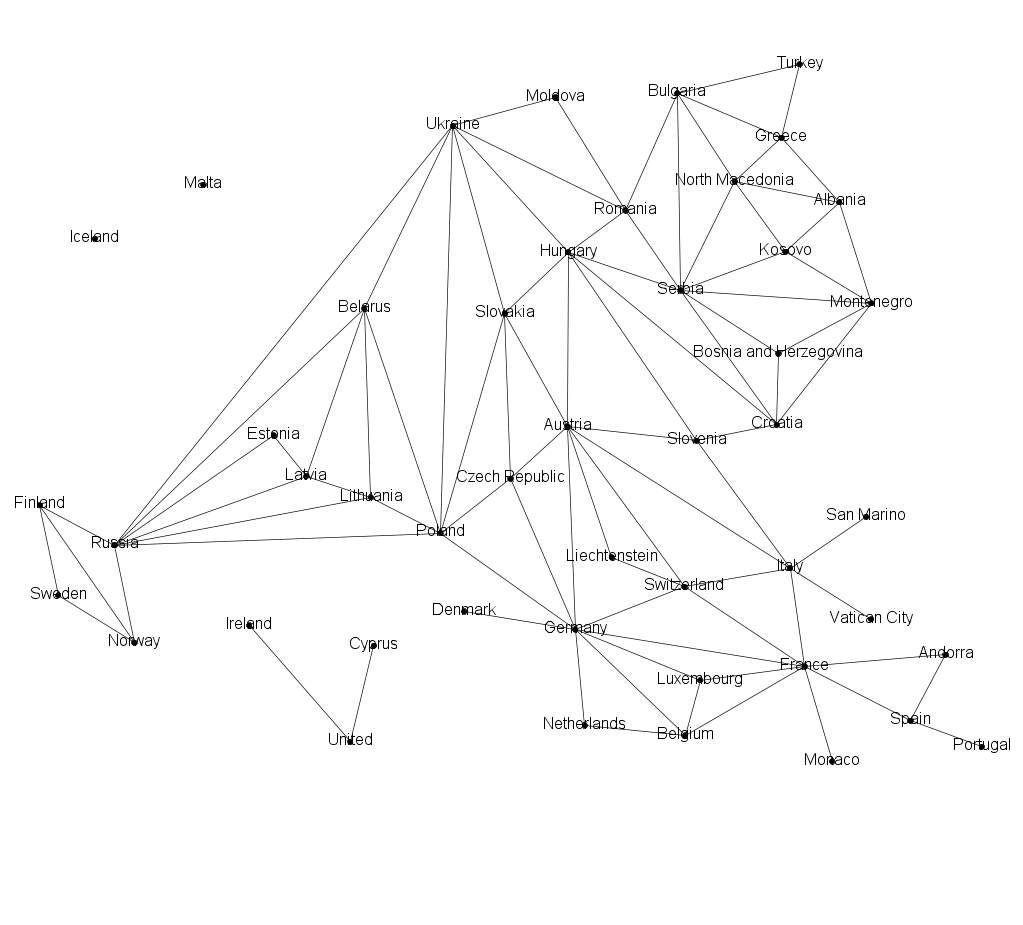 Turkey
Bulgaria
Moldova
Ukraine
Greece
Malta
North Macedonia
Albania
Romania
Iceland
Hungary
Kosovo
Serbia
Montenegro
Belarus
Slovakia
Bosnia and Herzegovina
Croatia
Austria
Estonia
Slovenia
Latvia
Czech Republic
Lithuania
Finland
San Marino
Poland
Russia
Liechtenstein
Italy
Switzerland
Sweden
Denmark
Vatican City
Ireland
Germany
Norway
Cyprus
Andorra
France
Luxembourg
Spain
Netherlands
Belgium
United
Portugal
Monaco